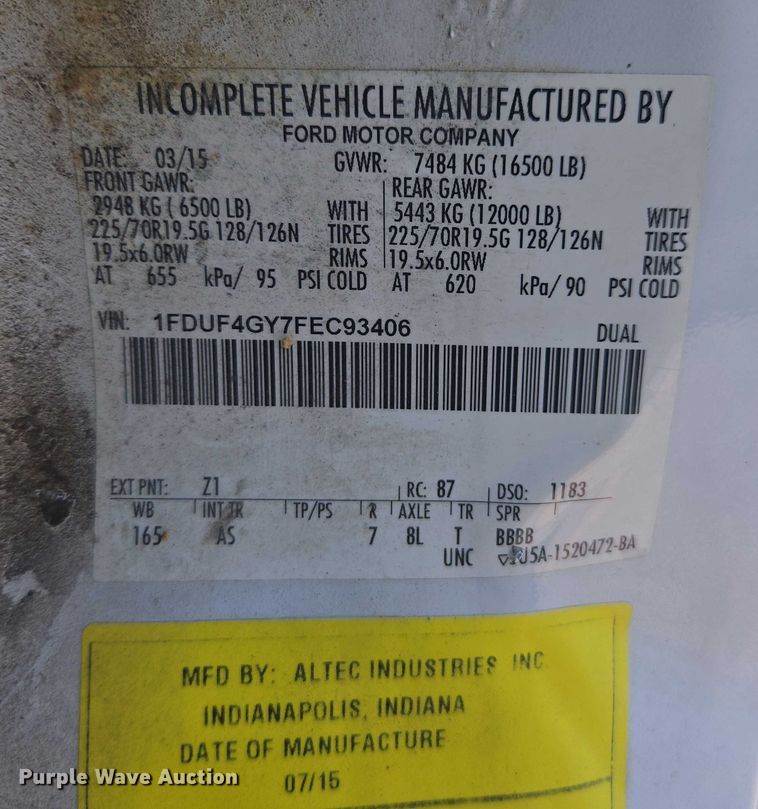 INCOMPLETE VEHICLE MANUFACTURED BY
FORD MOTOR COMPANY
DATE: 03/15 GVWR: 7484 KG (16500 LB)
FRONT GAWR: REAR GAWR:
2948 KG ( 6500 LB) WITH 5443 KG (12000 LB) WITH
225/70R19.5G 128/126N TIRES 225/70R19.5G 128/126N TIRES
19.5x6.0RW RIMS 19.5x6.0RW RIMS
AT 655 kPa/ 95 PSI COLD AT 620 kPa/ 90 PSI COLD
VIN: 1FDUF4GY7FEC93406 DUAL
EXT PNT: Z1 RC: 87 DSO: 1183
WB INT TR TP/PS R AXLE TR SPR
165 AS 7 8L T BBBB
UNC U5A-1520472-BA
MFD BY: ALTEC INDUSTRIES INC
INDIANAPOLIS, INDIANA
DATE OF MANUFACTURE
07/15
Purple Wave Auction